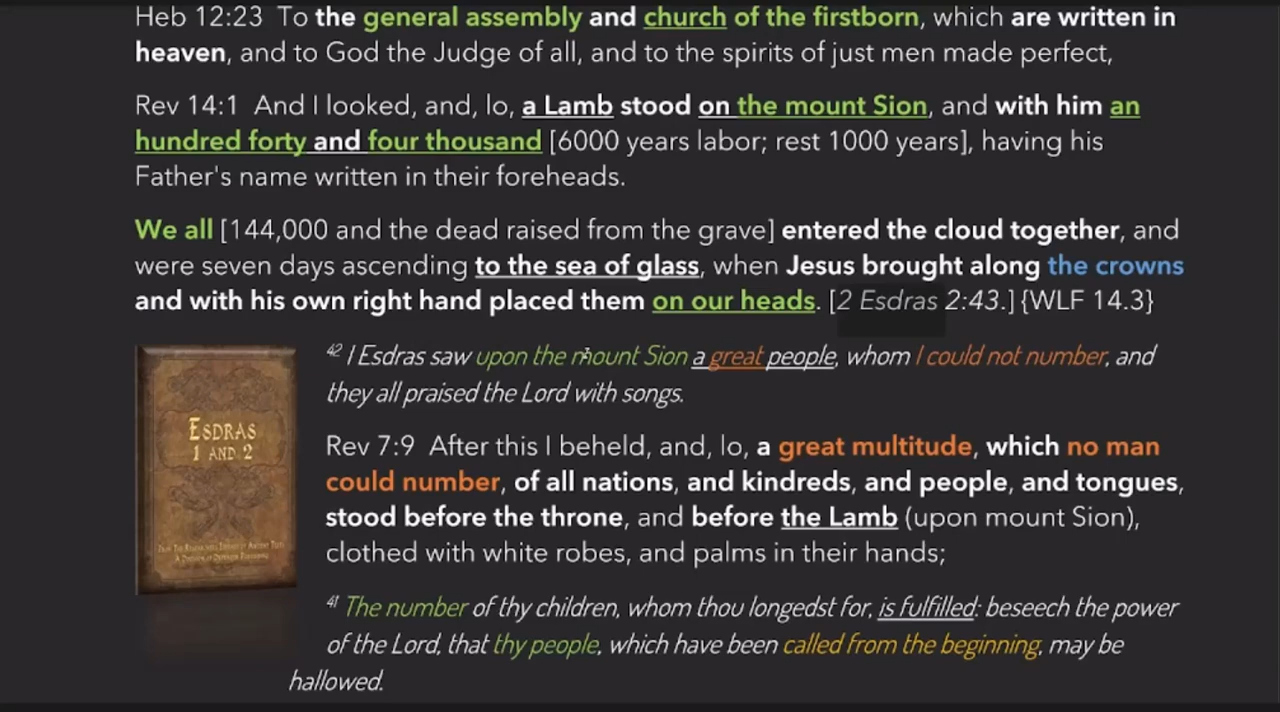 Heb 12:23 To the general assembly and church of the firstborn, which are written in
heaven, and to God the Judge of all, and to the spirits of just men made perfect,
Rev 14:1 And I looked, and, lo, a Lamb stood on the mount Sion, and with him an
hundred forty and four thousand [6000 years labor; rest 1000 years], having his
Father's name written in their foreheads.
We all [144,000 and the dead raised from the grave] entered the cloud together, and
were seven days ascending to the sea of glass, when Jesus brought along the crowns
and with his own right hand placed them on our heads. [2 Esdras 2:43.] {WLF 14.3}
42 I Esdras saw upon the mount Sion a great people, whom I could not number, and
they all praised the Lord with songs.
ESDRAS
1 AND 2
Rev 7:9 After this I beheld, and, lo, a great multitude, which no man
could number, of all nations, and kindreds, and people, and tongues,
stood before the throne, and before the Lamb (upon mount Sion),
clothed with white robes, and palms in their hands;
41 The number of thy children, whom thou longedst for, is fulfilled: beseech the power
of the Lord, that thy people, which have been called from the beginning, may be
hallowed.